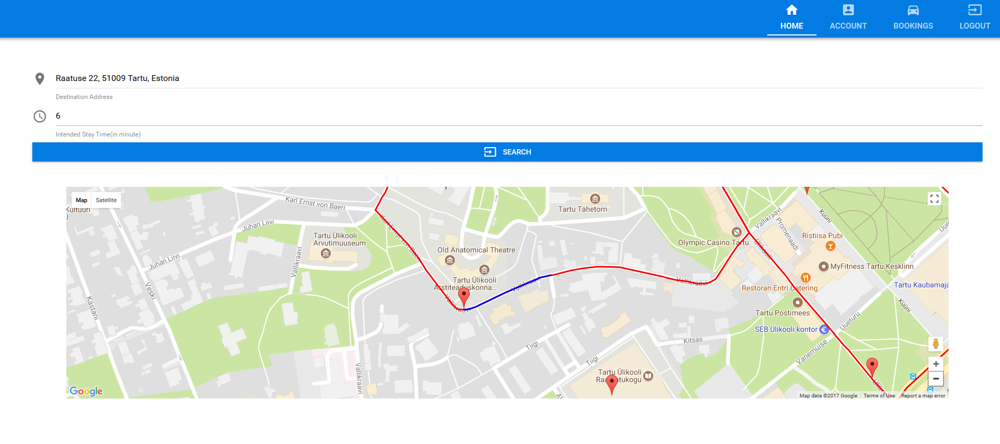 HOME
ACCOUNT
BOOKINGS
LOGOUT
Raatuse 22, 51009 Tartu, Estonia
Destination Address
6
Intended Stay Time(in minute)
SEARCH
Map
Satellite
Kultuuri
Karl Ernst von Baeri
Juhan Liivi
Juhan Liivi
Veski
Kastani
Vallikraavi
Tartu Ülikooli
Arvutimuuseum
Karl Ernst von Baeri
Old Anatomical Theatre
Tartu Ülikooli
Arstiteaduskonna...
Vallikraavi
Vallikraavi
Vallikraavi
Vallikraavi
Tartu Tähetorn
Olympic Casino Tartu
Vallikraavi
Promenaadi
Ülikooli
Küüni
Ristiisa Pubi
MyFitness Tartu Kesklinn
Restoran Entri Catering
Tartu Kaubamaja
Küüni
Tartu Postimees
SEB Ülikooli kontor
Uueturu
Vanemuise
Kitsas
Tiigi
Tiigi
Tartu Ülikooli
Google
Map data ©2017 Google
Terms of Use
Report a map error